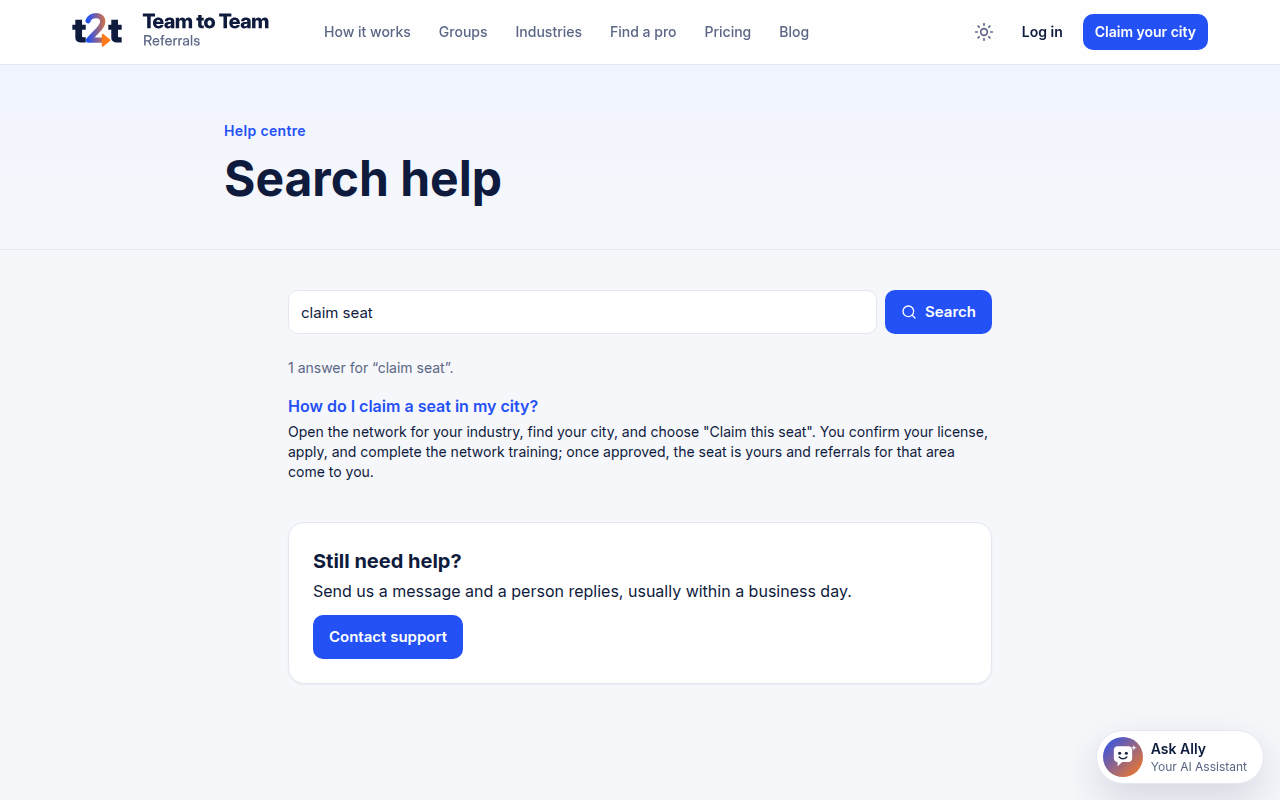 t2t
Team to Team
Referrals
How it works
Groups
Industries
Find a pro
Pricing
Blog
Log in
Claim your city
Help centre
Search help
claim seat
Search
1 answer for “claim seat”.
How do I claim a seat in my city?
Open the network for your industry, find your city, and choose "Claim this seat". You confirm your license,
apply, and complete the network training; once approved, the seat is yours and referrals for that area
come to you.
Still need help?
Send us a message and a person replies, usually within a business day.
Contact support
Ask Ally
Your AI Assistant